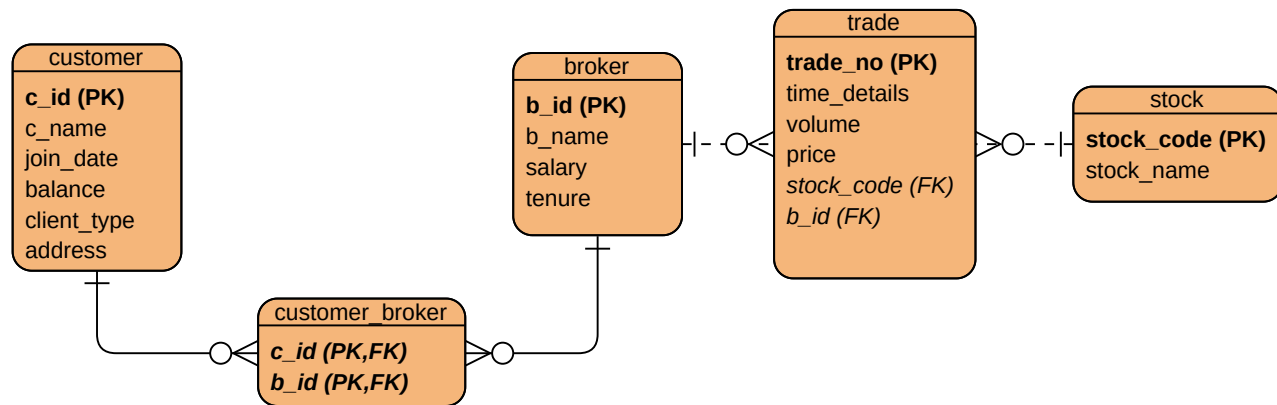 customer
c_id (PK)
c_name
join_date
balance
client_type
address
customer_broker
c_id (PK,FK)
b_id (PK,FK)
broker
b_id (PK)
b_name
salary
tenure
trade
trade_no (PK)
time_details
volume
price
stock_code (FK)
b_id (FK)
stock
stock_code (PK)
stock_name